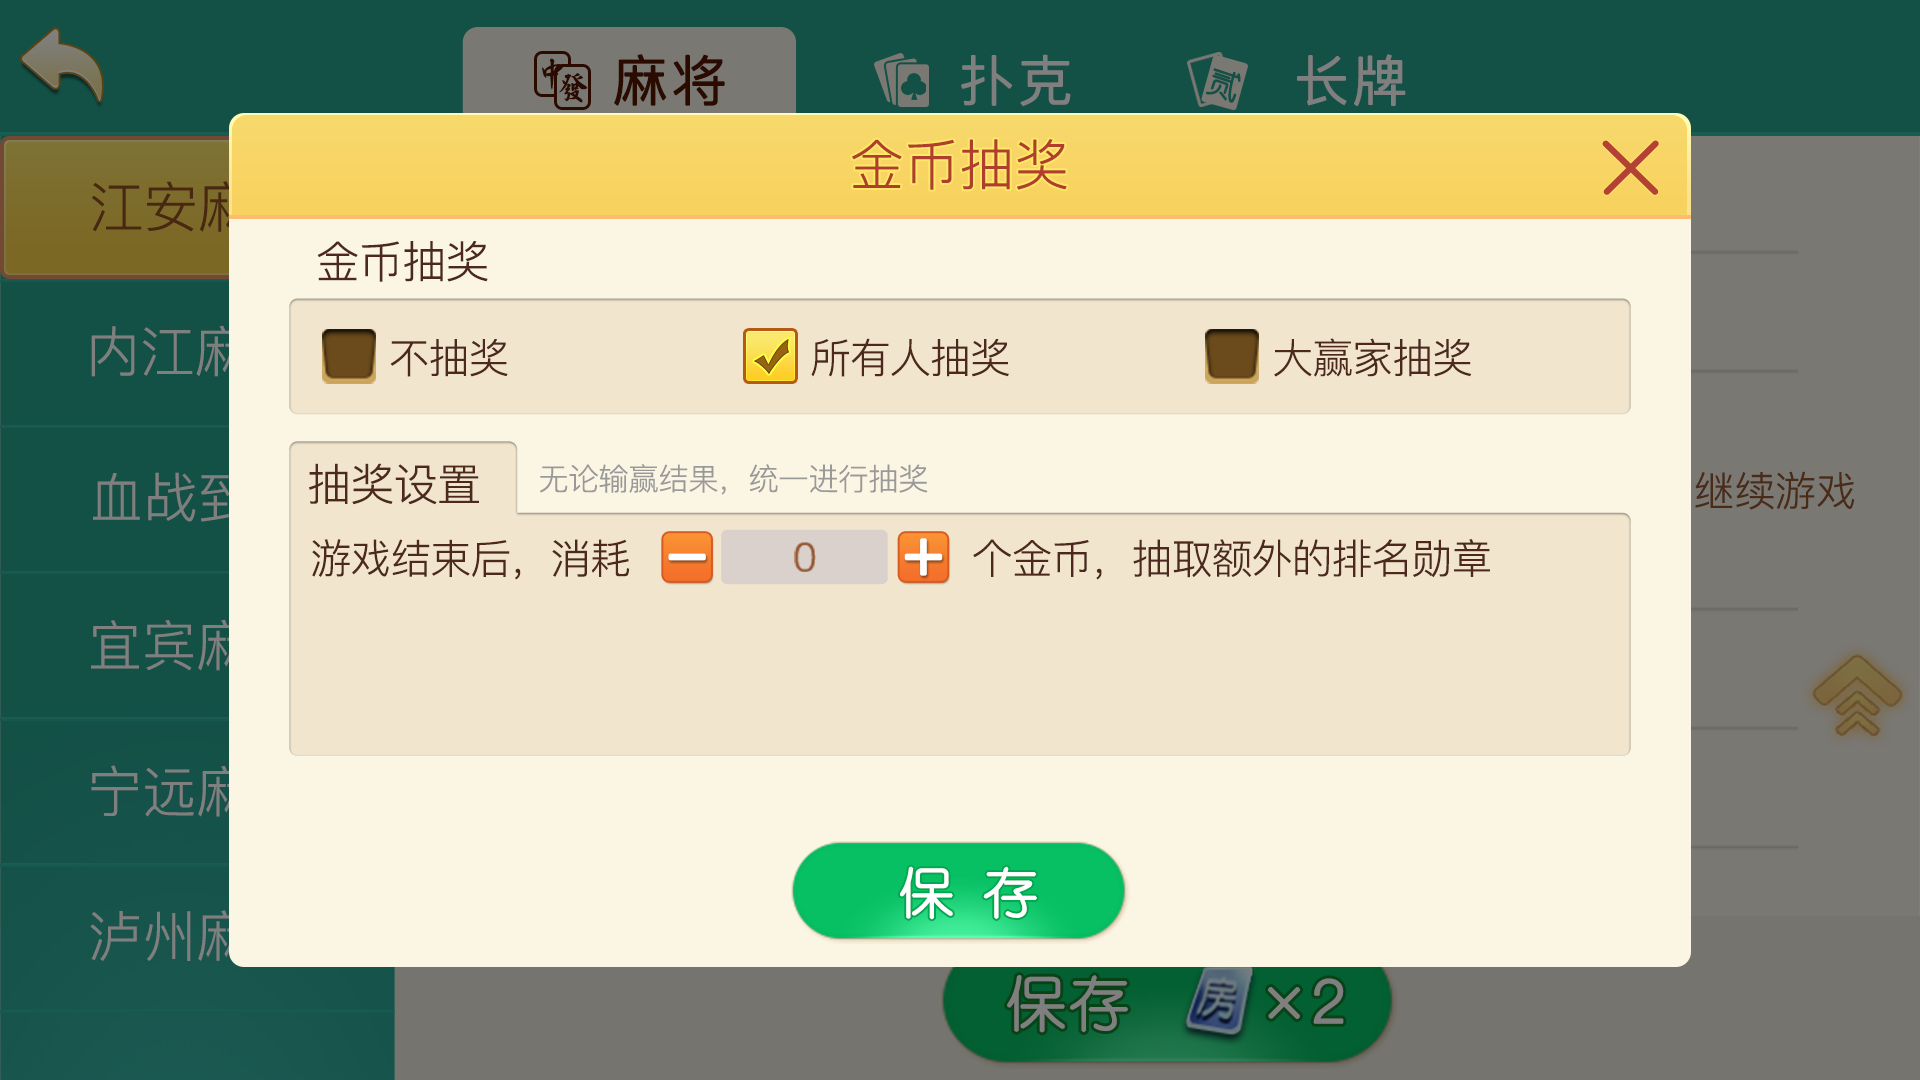 麻将
扑克
长牌
金币抽奖
江安麻
内江麻
血战到
宜宾麻
宁远麻
泸州麻
金币抽奖
不抽奖
所有人抽奖
大赢家抽奖
抽奖设置
无论输赢结果，统一进行抽奖
继续游戏
游戏结束后，消耗 0 个金币，抽取额外的排名勋章
保存
保存 房 ×2